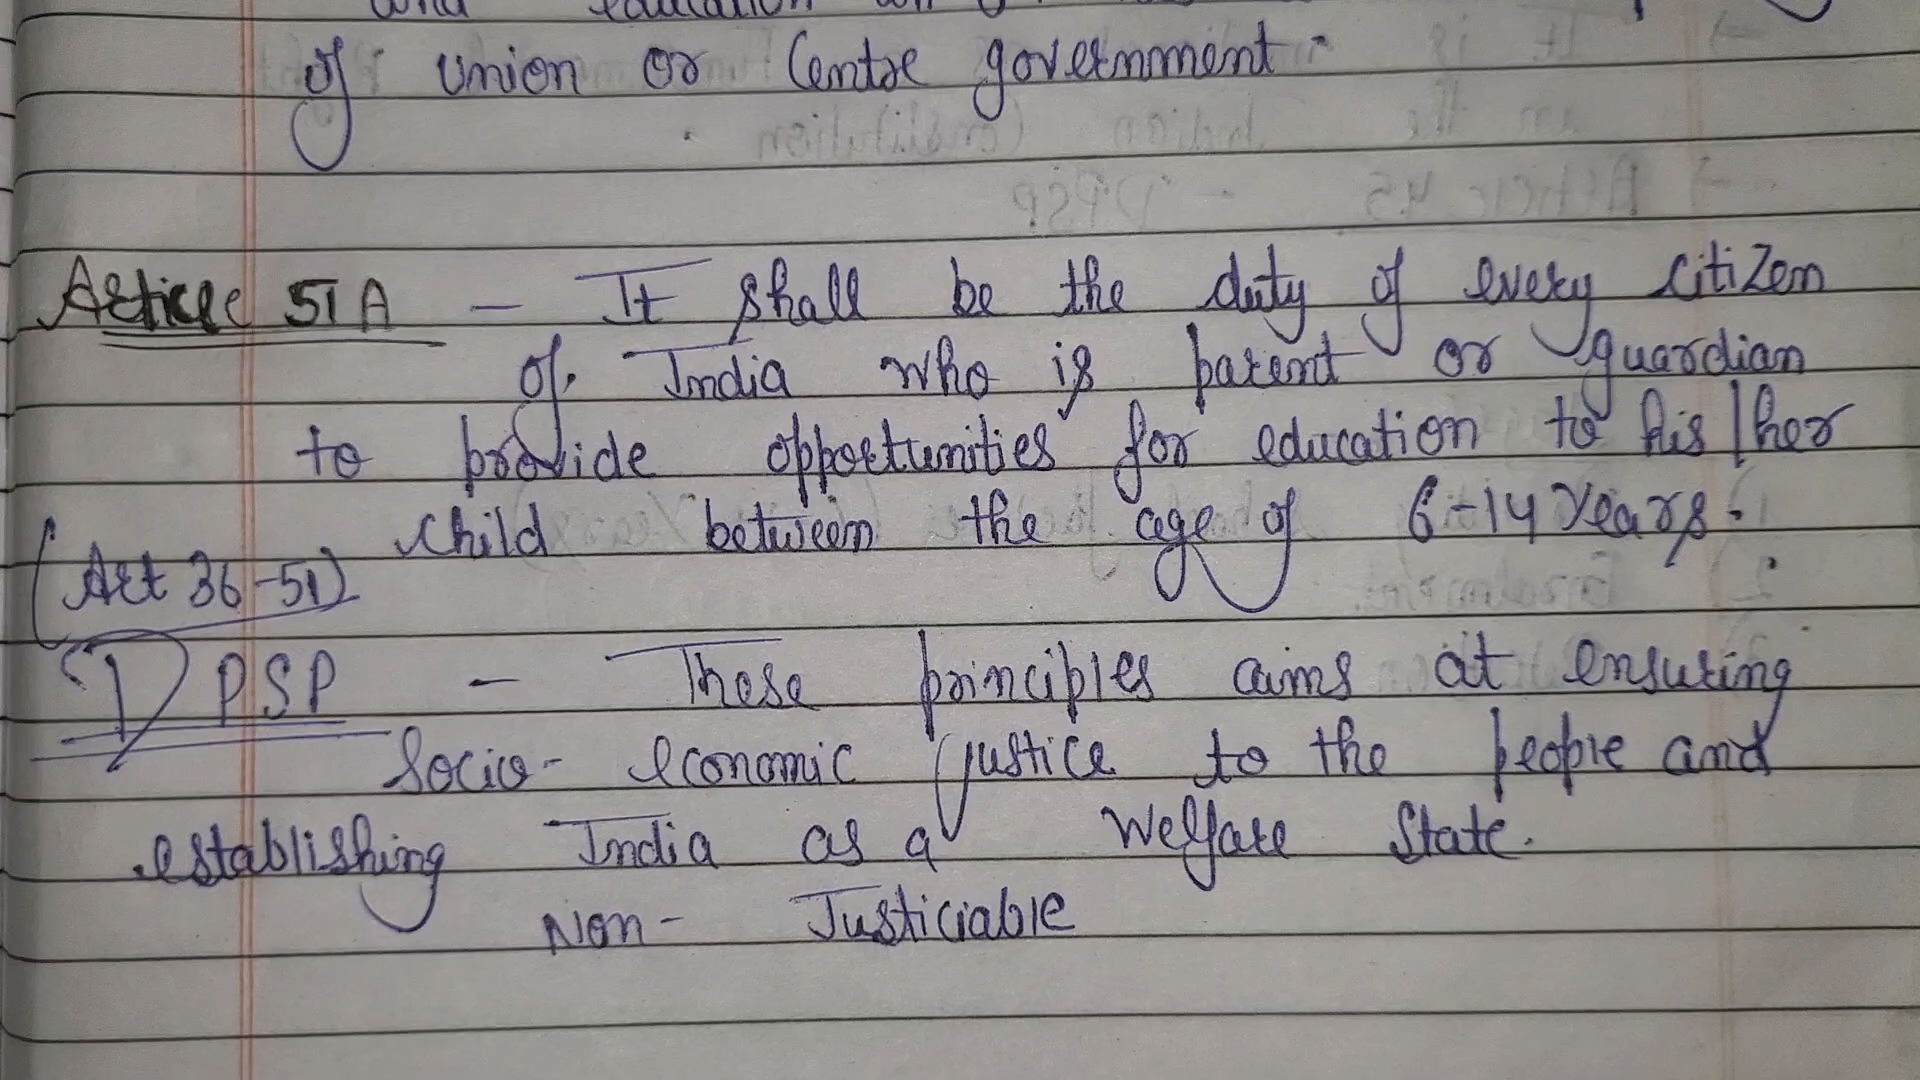 education
of Union or Centre government.
Article 51A - It shall be the duty of every citizen
of India who is parent or guardian
to provide opportunities for education to his/her
child between the age of 6-14 Years.
(Art 36-51)
DPSP - These principles aims at ensuring
Socio-economic justice to the people and
establishing India as a Welfare State.
Non-Justiciable